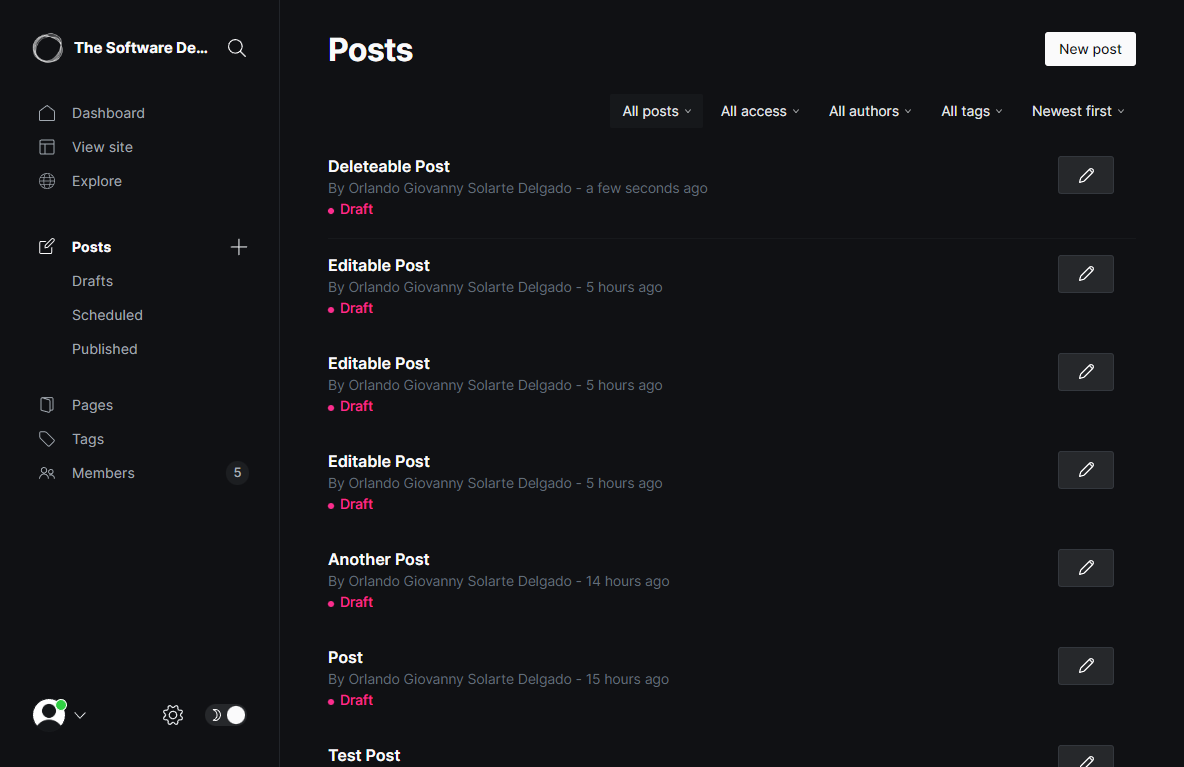 The Software De...
Dashboard
View site
Explore
Posts
Drafts
Scheduled
Published
Pages
Tags
Members 5
Posts
New post
All posts All access All authors All tags Newest first
Deleteable Post
By Orlando Giovanny Solarte Delgado - a few seconds ago
Draft
Editable Post
By Orlando Giovanny Solarte Delgado - 5 hours ago
Draft
Editable Post
By Orlando Giovanny Solarte Delgado - 5 hours ago
Draft
Editable Post
By Orlando Giovanny Solarte Delgado - 5 hours ago
Draft
Another Post
By Orlando Giovanny Solarte Delgado - 14 hours ago
Draft
Post
By Orlando Giovanny Solarte Delgado - 15 hours ago
Draft
Test Post